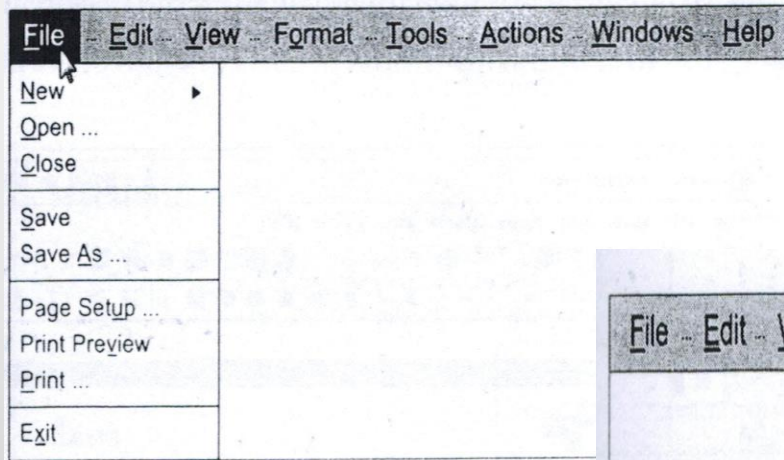 File Edit View Format Tools Actions Windows Help
New
Open ...
Close
Save
Save As ...
Page Setup ...
Print Preview
Print ...
Exit
File Edit